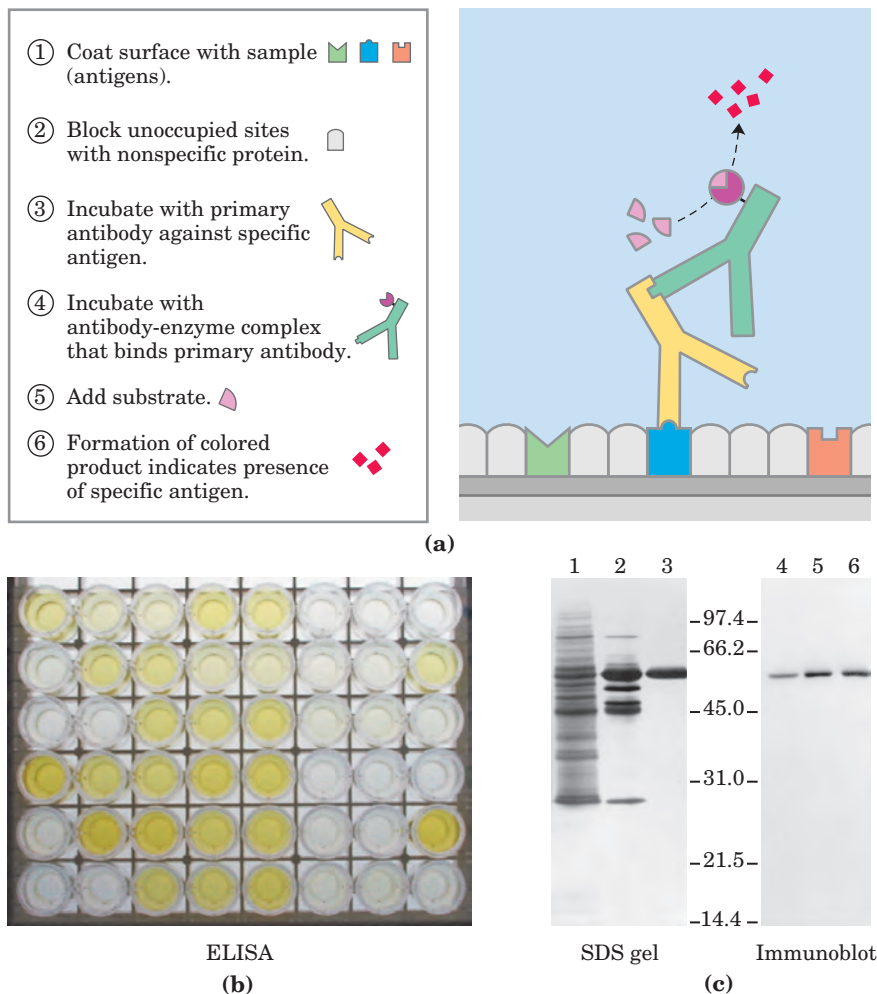 ① Coat surface with sample
(antigens).
② Block unoccupied sites
with nonspecific protein.
③ Incubate with primary
antibody against specific
antigen.
④ Incubate with
antibody-enzyme complex
that binds primary antibody.
⑤ Add substrate.
⑥ Formation of colored
product indicates presence
of specific antigen.
(a)
ELISA
(b)
1 2 3
4 5 6
–97.4–
–66.2–
–45.0–
–31.0–
–21.5–
–14.4–
SDS gel
Immunoblot
(c)